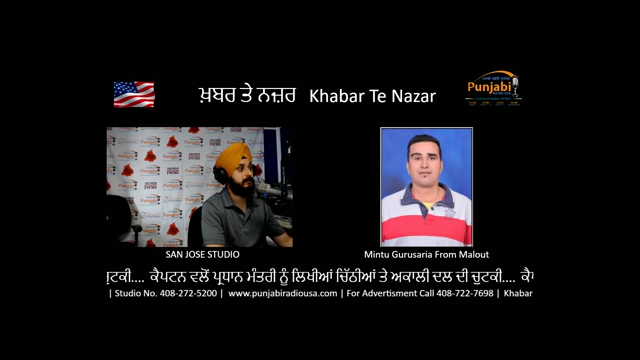 ਖ਼ਬਰ ਤੇ ਨਜ਼ਰ Khabar Te Nazar
Punjabi
SAN JOSE STUDIO
Mintu Gurusaria From Malout
ਚੁਟਕੀ.... ਕੈਪਟਨ ਵਲੋਂ ਪ੍ਰਧਾਨ ਮੰਤਰੀ ਨੂੰ ਲਿਖੀਆਂ ਚਿੱਠੀਆਂ ਤੇ ਅਕਾਲੀ ਦਲ ਦੀ ਚੁਟਕੀ....
| Studio No. 408-272-5200 | www.punjabiradiousa.com | For Advertisment Call 408-722-7698 | Khabar